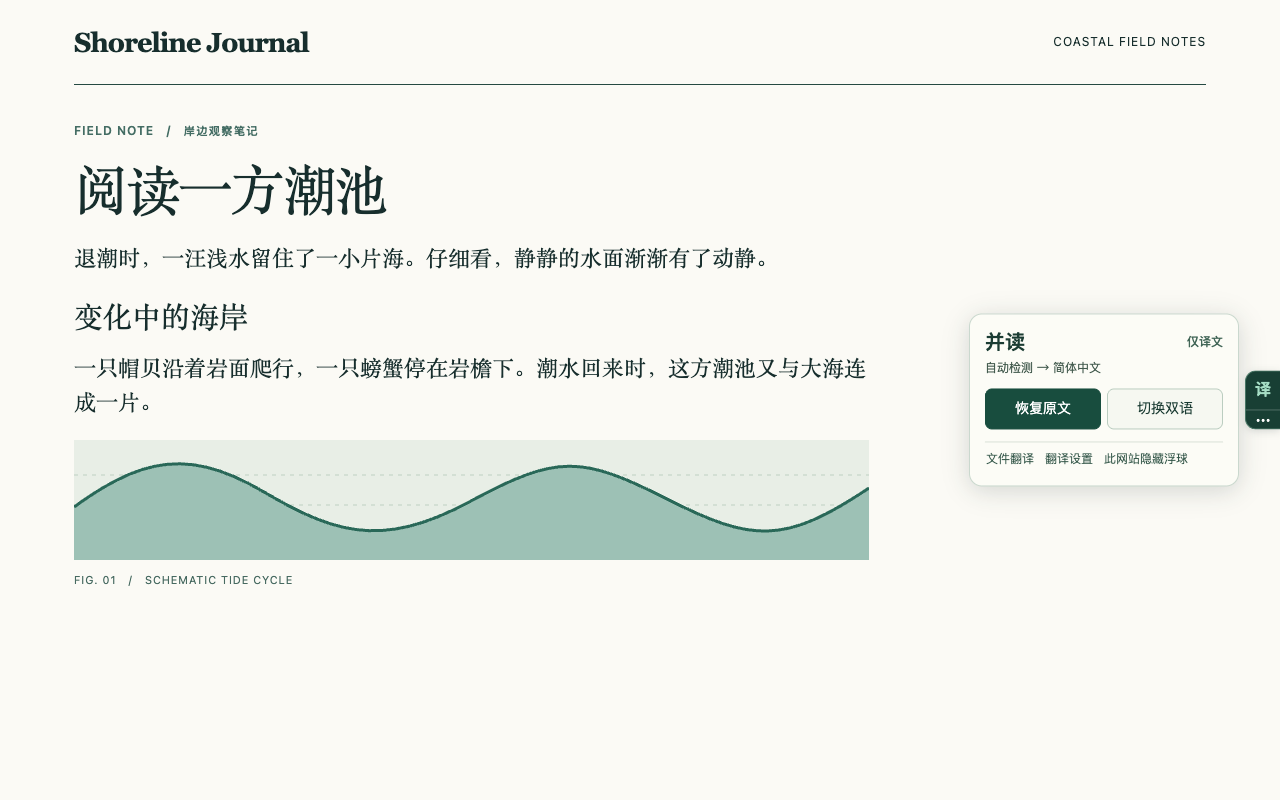 Shoreline Journal
COASTAL FIELD NOTES
FIELD NOTE / 岸边观察笔记
阅读一方潮池
退潮时，一汪浅水留住了一小片海。仔细看，静静的水面渐渐有了动静。
变化中的海岸
一只帽贝沿着岩面爬行，一只螃蟹停在岩檐下。潮水回来时，这方潮池又与大海连
成一片。
FIG. 01 / SCHEMATIC TIDE CYCLE
并读
仅译文
自动检测 → 简体中文
恢复原文
切换双语
文件翻译 翻译设置 此网站隐藏浮球
译